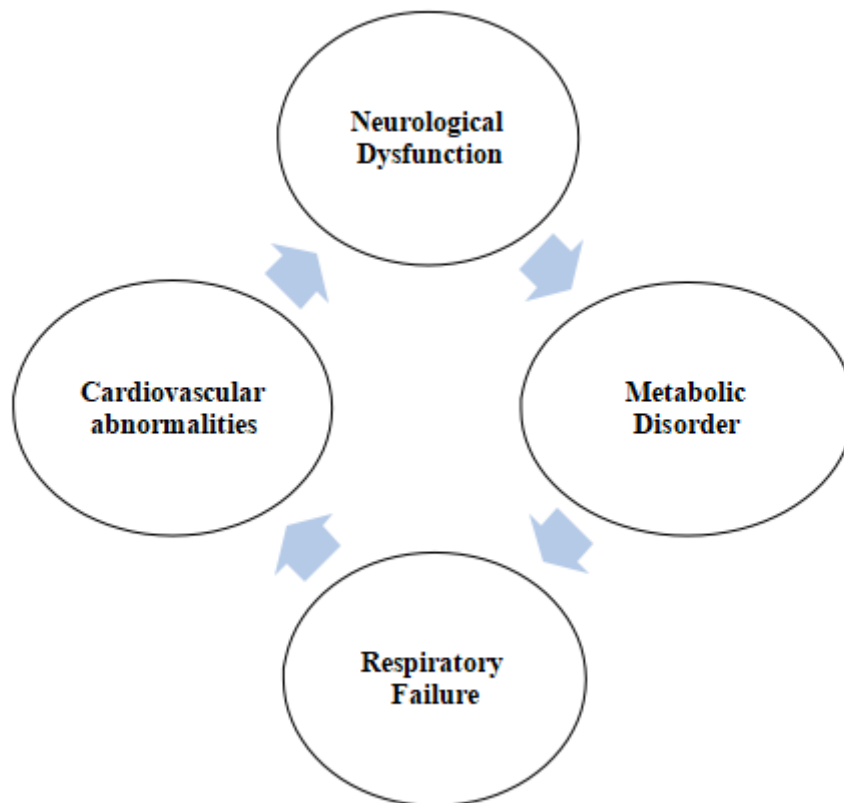 Neurological
Dysfunction
Cardiovascular
abnormalities
Metabolic
Disorder
Respiratory
Failure